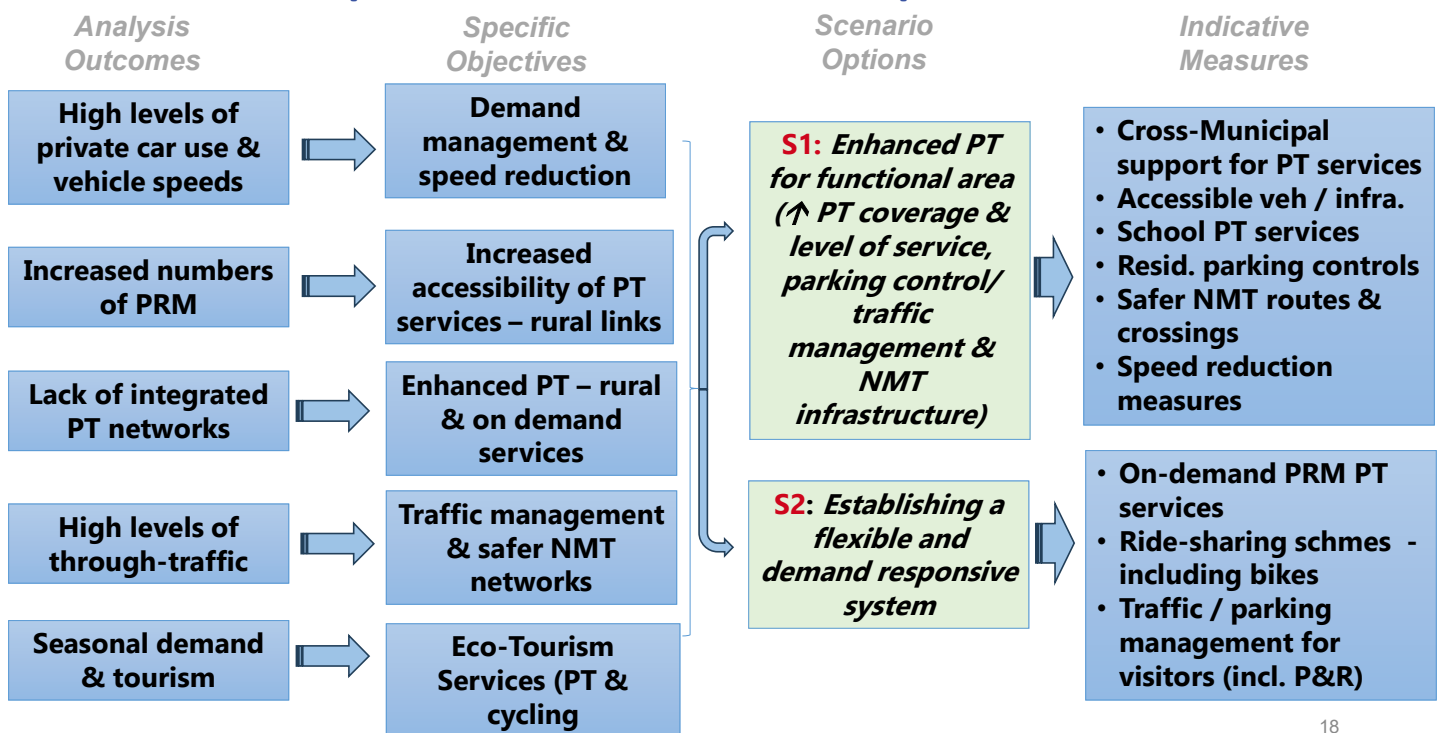 Analysis
Outcomes
Specific
Objectives
Scenario
Options
Indicative
Measures
High levels of
private car use &
vehicle speeds
Demand
management &
speed reduction
Increased numbers
of PRM
Increased
accessibility of PT
services – rural links
Lack of integrated
PT networks
Enhanced PT – rural
& on demand
services
High levels of
through-traffic
Traffic management
& safer NMT
networks
Seasonal demand
& tourism
Eco-Tourism
Services (PT &
cycling
S1: Enhanced PT
for functional area
(↑ PT coverage &
level of service,
parking control/
traffic
management &
NMT
infrastructure)
S2: Establishing a
flexible and
demand responsive
system
• Cross-Municipal
support for PT services
• Accessible veh / infra.
• School PT services
• Resid. parking controls
• Safer NMT routes &
crossings
• Speed reduction
measures
• On-demand PRM PT
services
• Ride-sharing schmes -
including bikes
• Traffic / parking
management for
visitors (incl. P&R)
18